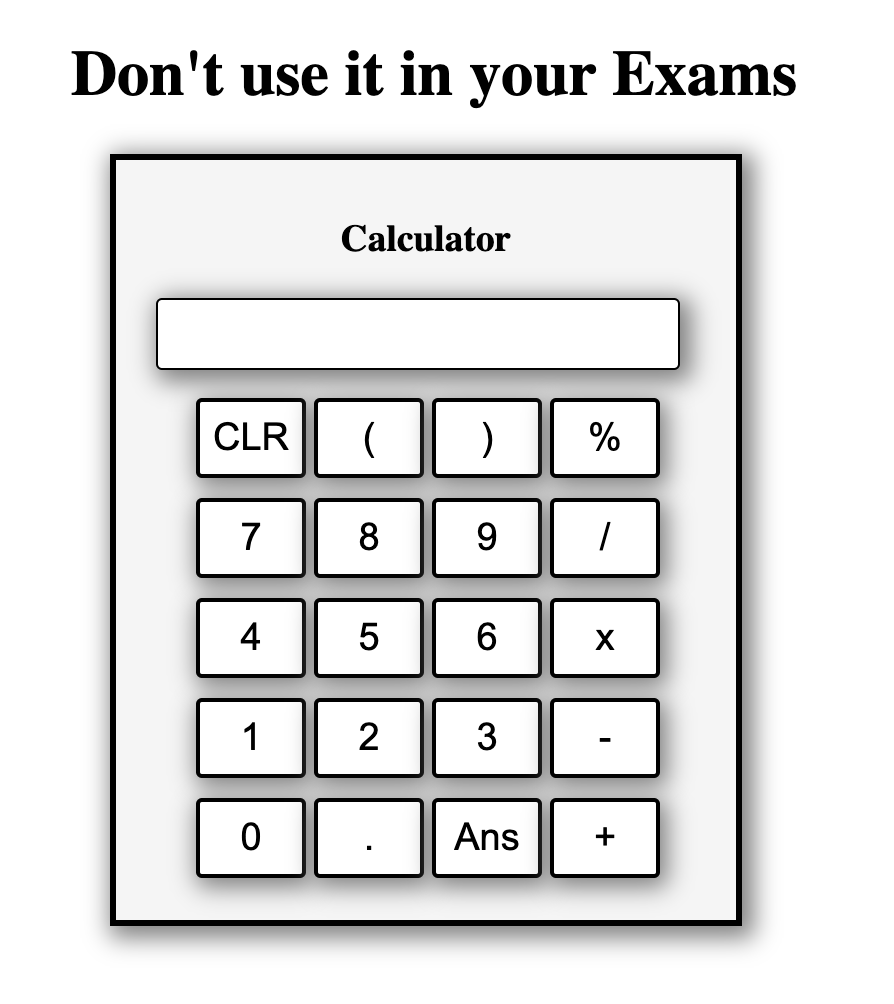 Don't use it in your Exams
Calculator
CLR ( ) %
7 8 9 /
4 5 6 x
1 2 3 -
0 . Ans +